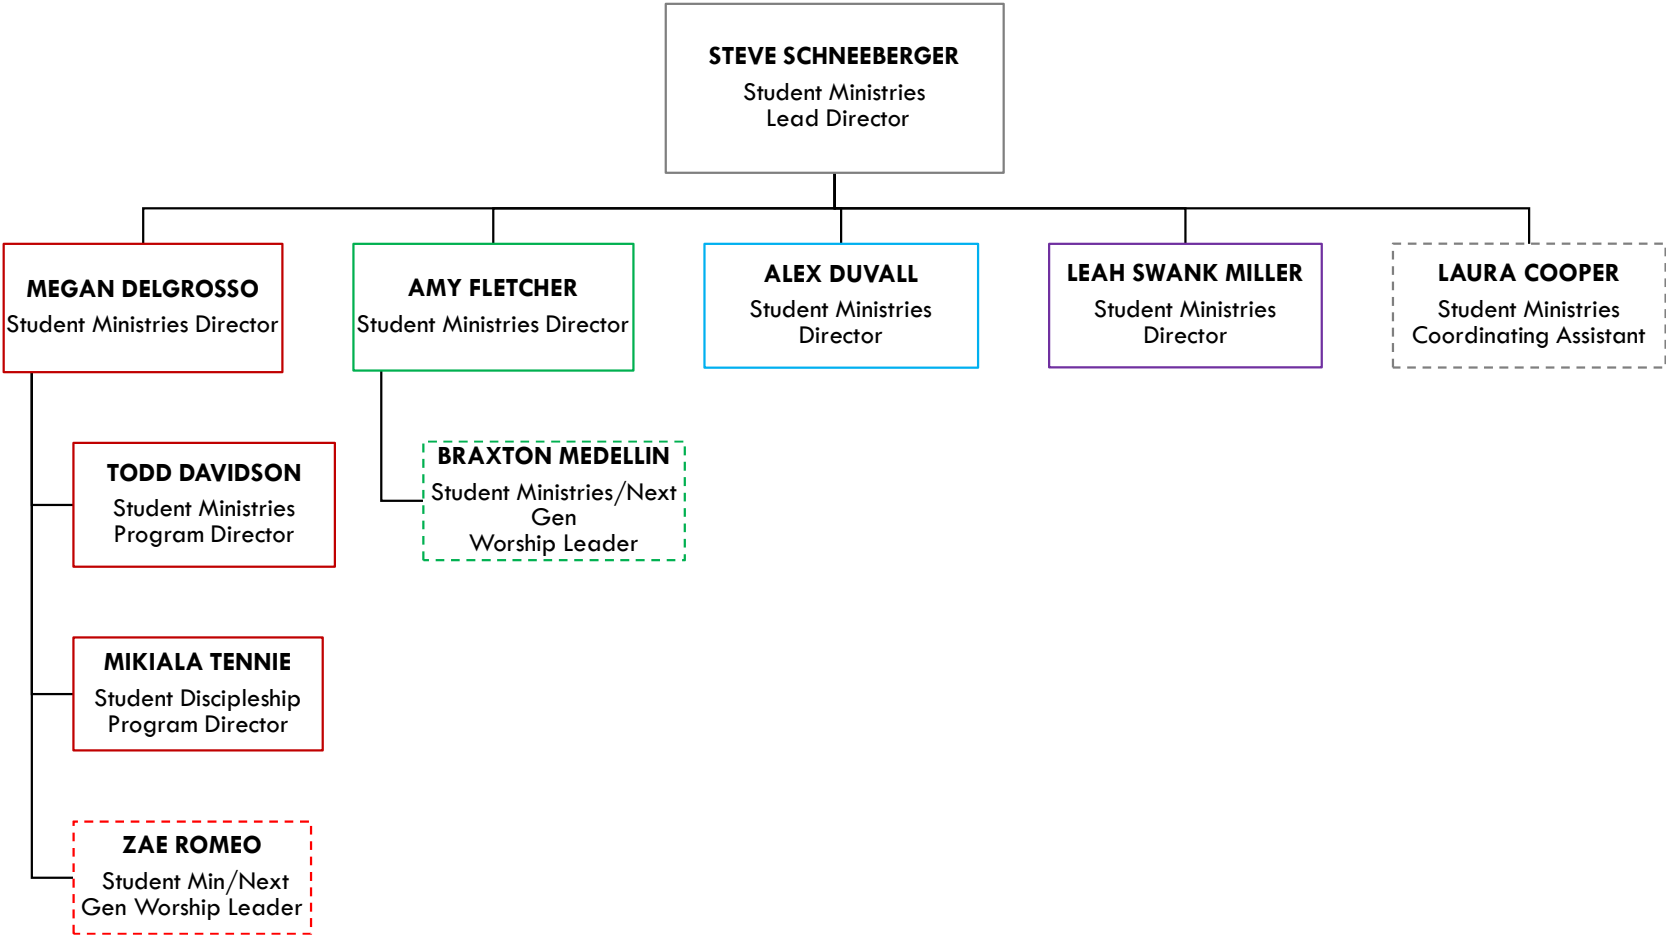 STEVE SCHNEEBERGER
Student Ministries
Lead Director
MEGAN DELGROSSO
Student Ministries Director
AMY FLETCHER
Student Ministries Director
ALEX DUVALL
Student Ministries
Director
LEAH SWANK MILLER
Student Ministries
Director
LAURA COOPER
Student Ministries
Coordinating Assistant
TODD DAVIDSON
Student Ministries
Program Director
BRAXTON MEDELLIN
Student Ministries/Next
Gen
Worship Leader
MIKIALA TENNIE
Student Discipleship
Program Director
ZAE ROMEO
Student Min/Next
Gen Worship Leader